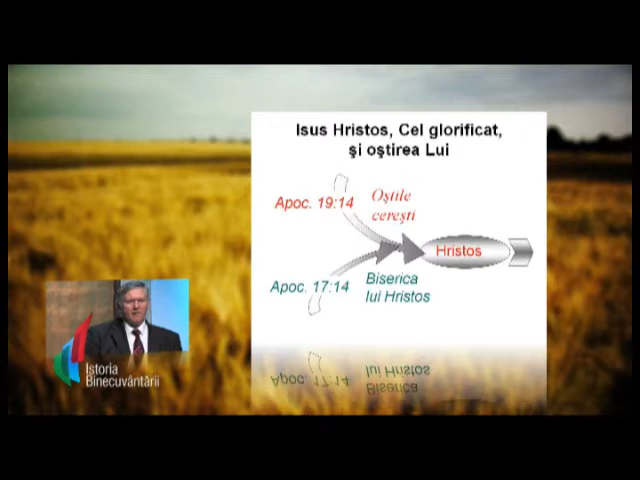 Isus Hristos, Cel glorificat,
şi oştirea Lui
Apoc. 19:14
Oştile
cereşti
Hristos
Apoc. 17:14
Biserica
lui Hristos
Istoria
Binecuvântării